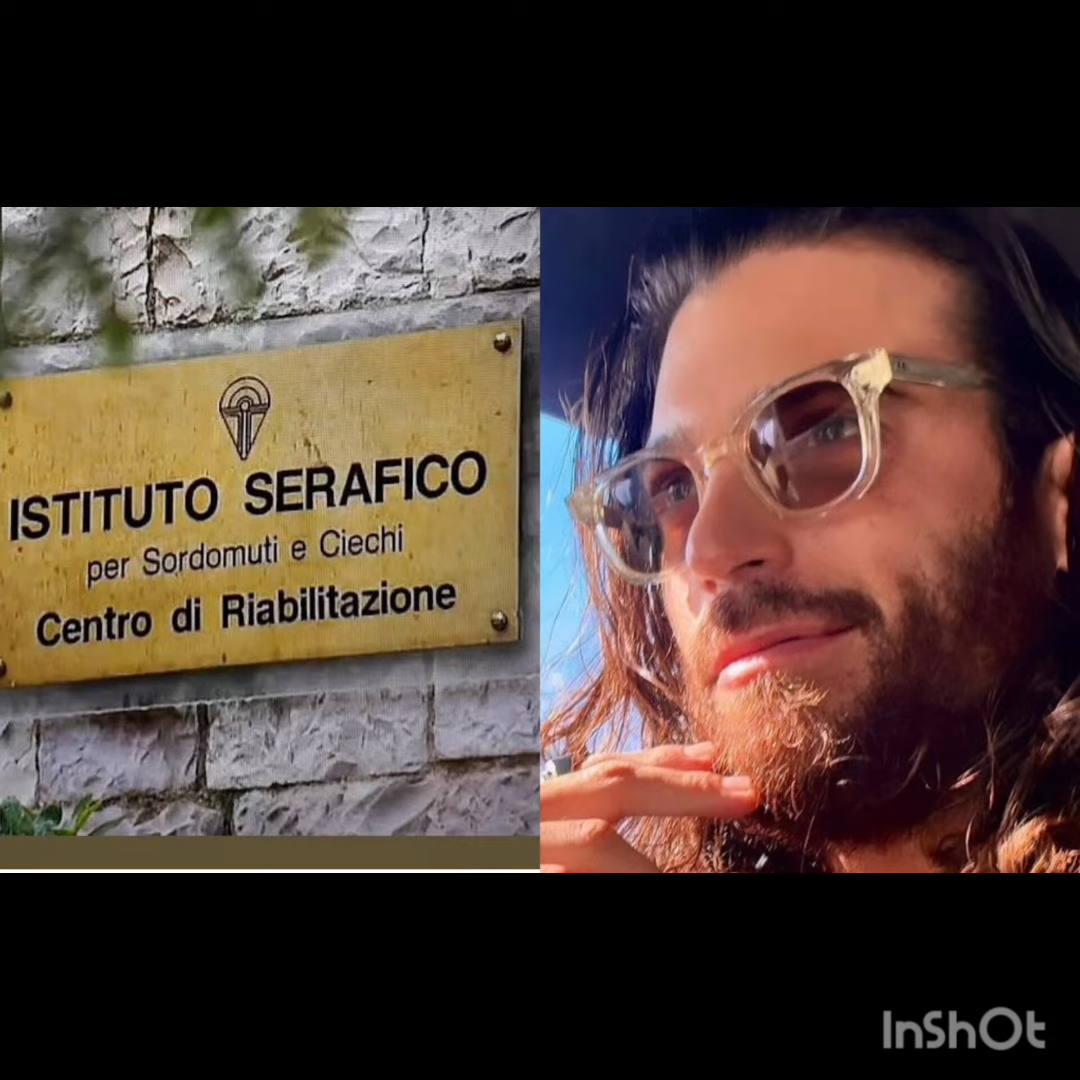 ISTITUTO SERAFICO
per Sordomuti e Ciechi
Centro di Riabilitazione
InShOt